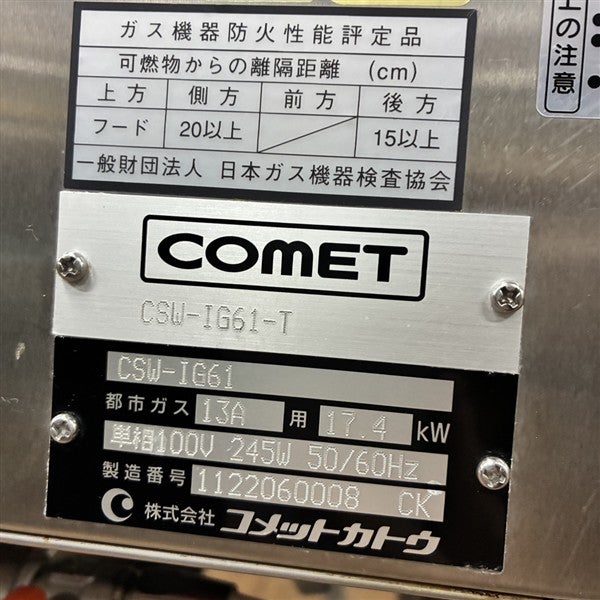 ガス機器防火性能評定品
可燃物からの離隔距離 (cm)
上方 側方 前方 後方
フード 20以上 15以上
一般財団法人 日本ガス機器検査協会
上の注意
COMET
CSW-IG61-T
CSW-IG61
都市ガス 13A 用 17.4 kW
単相100V 245W 50/60Hz
製造番号 1122060008 CK
株式会社 コメットカトウ